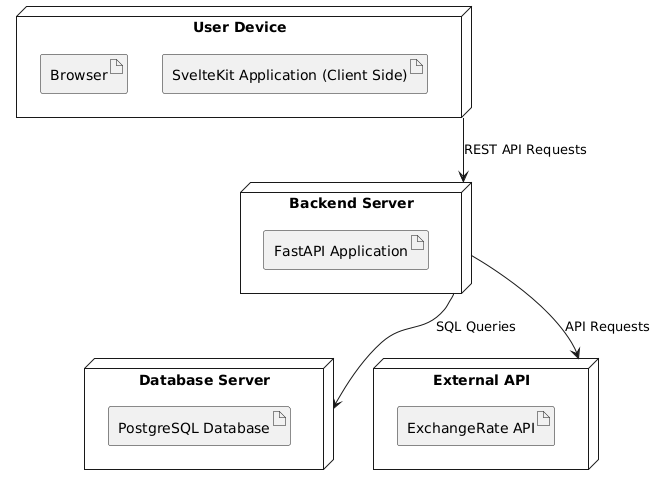 User Device
Browser
SvelteKit Application (Client Side)
REST API Requests
Backend Server
FastAPI Application
SQL Queries
API Requests
Database Server
PostgreSQL Database
External API
ExchangeRate API